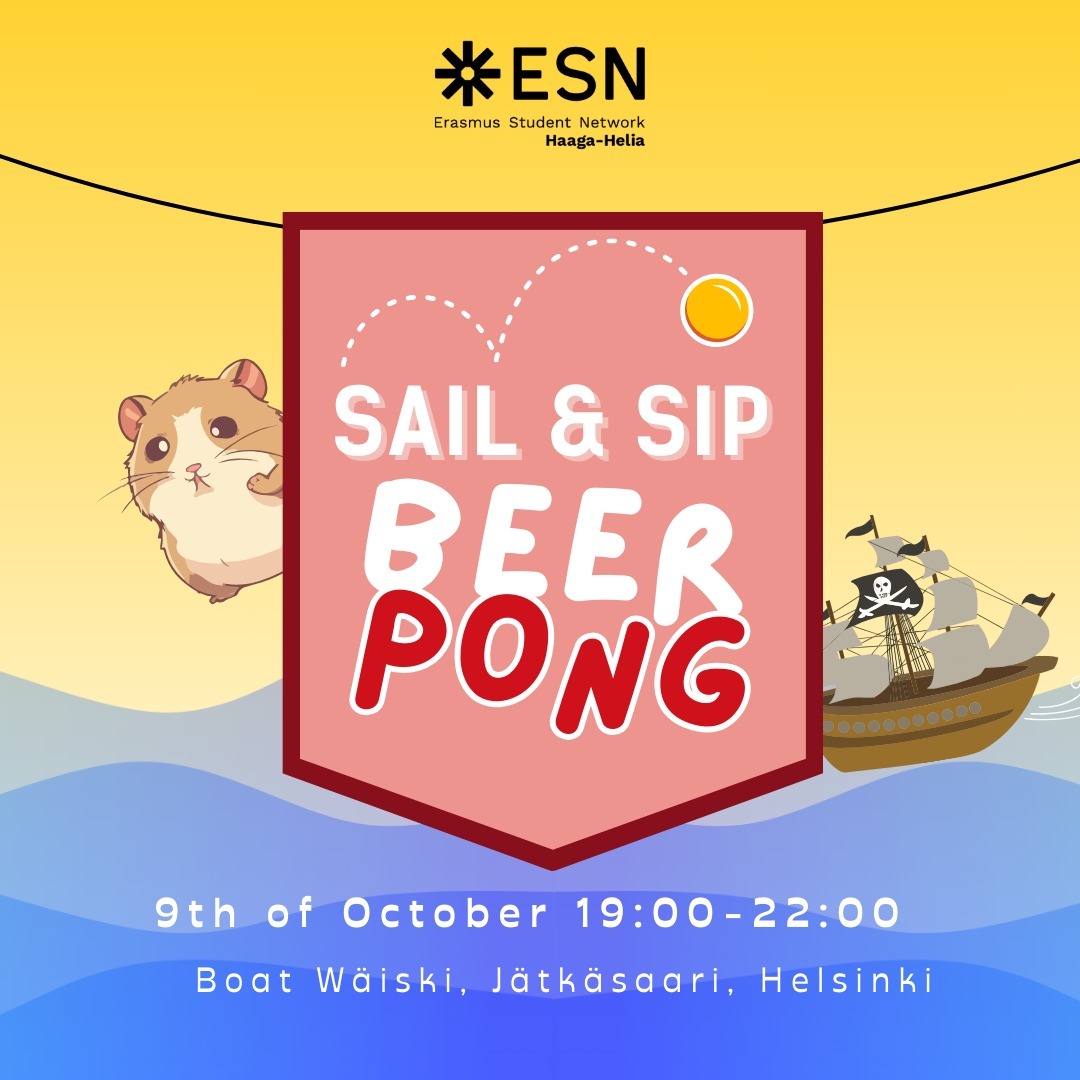 ESN
Erasmus Student Network
Haaga-Helia
SAIL & SIP
BEER
PONG
9th of October 19:00-22:00
Boat Wäiski, Jätkäsaari, Helsinki